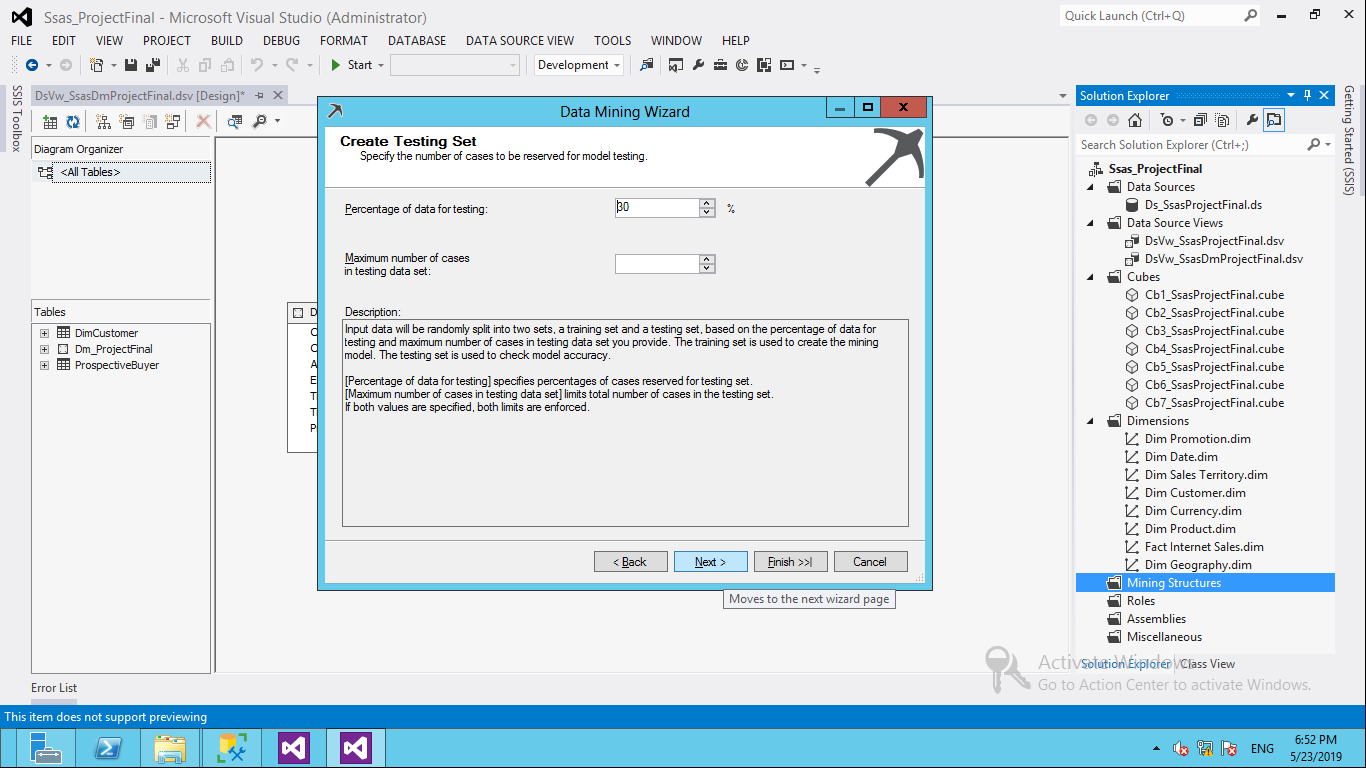 Ssas_ProjectFinal - Microsoft Visual Studio (Administrator)
Quick Launch (Ctrl+Q)
FILE EDIT VIEW PROJECT BUILD DEBUG FORMAT DATABASE DATA SOURCE VIEW TOOLS WINDOW HELP
Start
Development
SSIS Toolbox
DsVw_SsasDmProjectFinal.dsv [Design]*
Diagram Organizer
<All Tables>
Tables
DimCustomer
Dm_ProjectFinal
ProspectiveBuyer
D
C
C
A
E
Ti
Ti
P
Data Mining Wizard
Create Testing Set
Specify the number of cases to be reserved for model testing.
Percentage of data for testing:
30
%
Maximum number of cases
in testing data set:
Description:
Input data will be randomly split into two sets, a training set and a testing set, based on the percentage of data for
testing and maximum number of cases in testing data set you provide. The training set is used to create the mining
model. The testing set is used to check model accuracy.
[Percentage of data for testing] specifies percentages of cases reserved for testing set.
[Maximum number of cases in testing data set] limits total number of cases in the testing set.
If both values are specified, both limits are enforced.
< Back
Next >
Finish >>|
Cancel
Moves to the next wizard page
Solution Explorer
Search Solution Explorer (Ctrl+;)
Ssas_ProjectFinal
Data Sources
Ds_SsasProjectFinal.ds
Data Source Views
DsVw_SsasProjectFinal.dsv
DsVw_SsasDmProjectFinal.dsv
Cubes
Cb1_SsasProjectFinal.cube
Cb2_SsasProjectFinal.cube
Cb3_SsasProjectFinal.cube
Cb4_SsasProjectFinal.cube
Cb5_SsasProjectFinal.cube
Cb6_SsasProjectFinal.cube
Cb7_SsasProjectFinal.cube
Dimensions
Dim Promotion.dim
Dim Date.dim
Dim Sales Territory.dim
Dim Customer.dim
Dim Currency.dim
Dim Product.dim
Fact Internet Sales.dim
Dim Geography.dim
Mining Structures
Roles
Assemblies
Miscellaneous
Solution Explorer Class View
Getting Started (SSIS)
Activate Windows
Go to Action Center to activate Windows.
Error List
This item does not support previewing
ENG
6:52 PM
5/23/2019